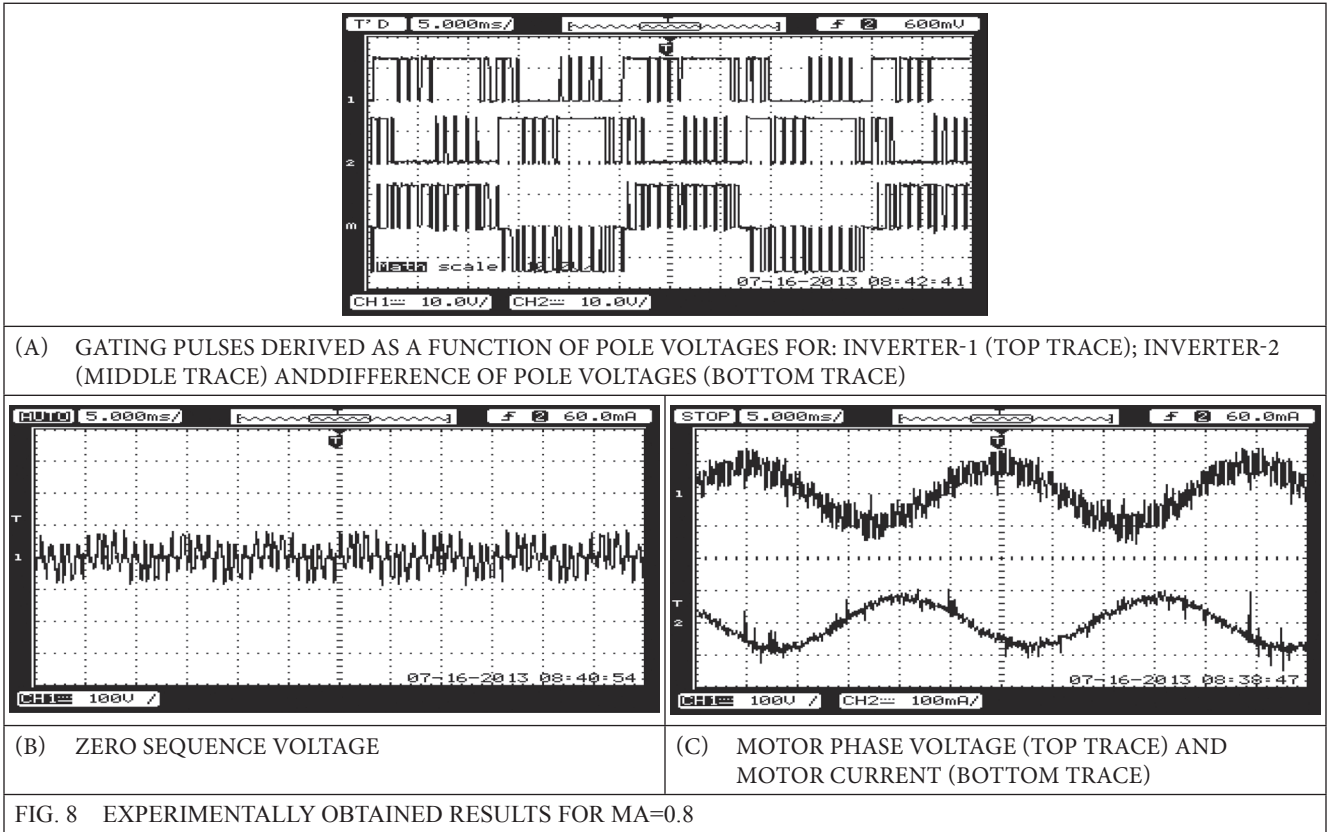 T'D 5.000ms/ T 2 600mV
T
1
2
m
Math scale 10.0V/
07-16-2013 08:42:41
CH1 10.0V/ CH2 10.0V/
(A) GATING PULSES DERIVED AS A FUNCTION OF POLE VOLTAGES FOR: INVERTER-1 (TOP TRACE); INVERTER-2
(MIDDLE TRACE) ANDDIFFERENCE OF POLE VOLTAGES (BOTTOM TRACE)
AUTO 5.000ms/ T 2 60.0mA
T
T
1
07-16-2013 08:40:54
CH1 100V /
STOP 5.000ms/ T 2 60.0mA
T
1
T
2
07-16-2013 08:38:47
CH1 100V / CH2 100mA/
(B) ZERO SEQUENCE VOLTAGE
(C) MOTOR PHASE VOLTAGE (TOP TRACE) AND
MOTOR CURRENT (BOTTOM TRACE)
FIG. 8 EXPERIMENTALLY OBTAINED RESULTS FOR MA=0.8